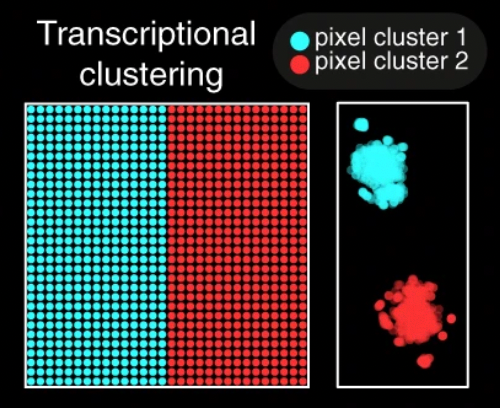 Transcriptional
clustering
pixel cluster 1
pixel cluster 2